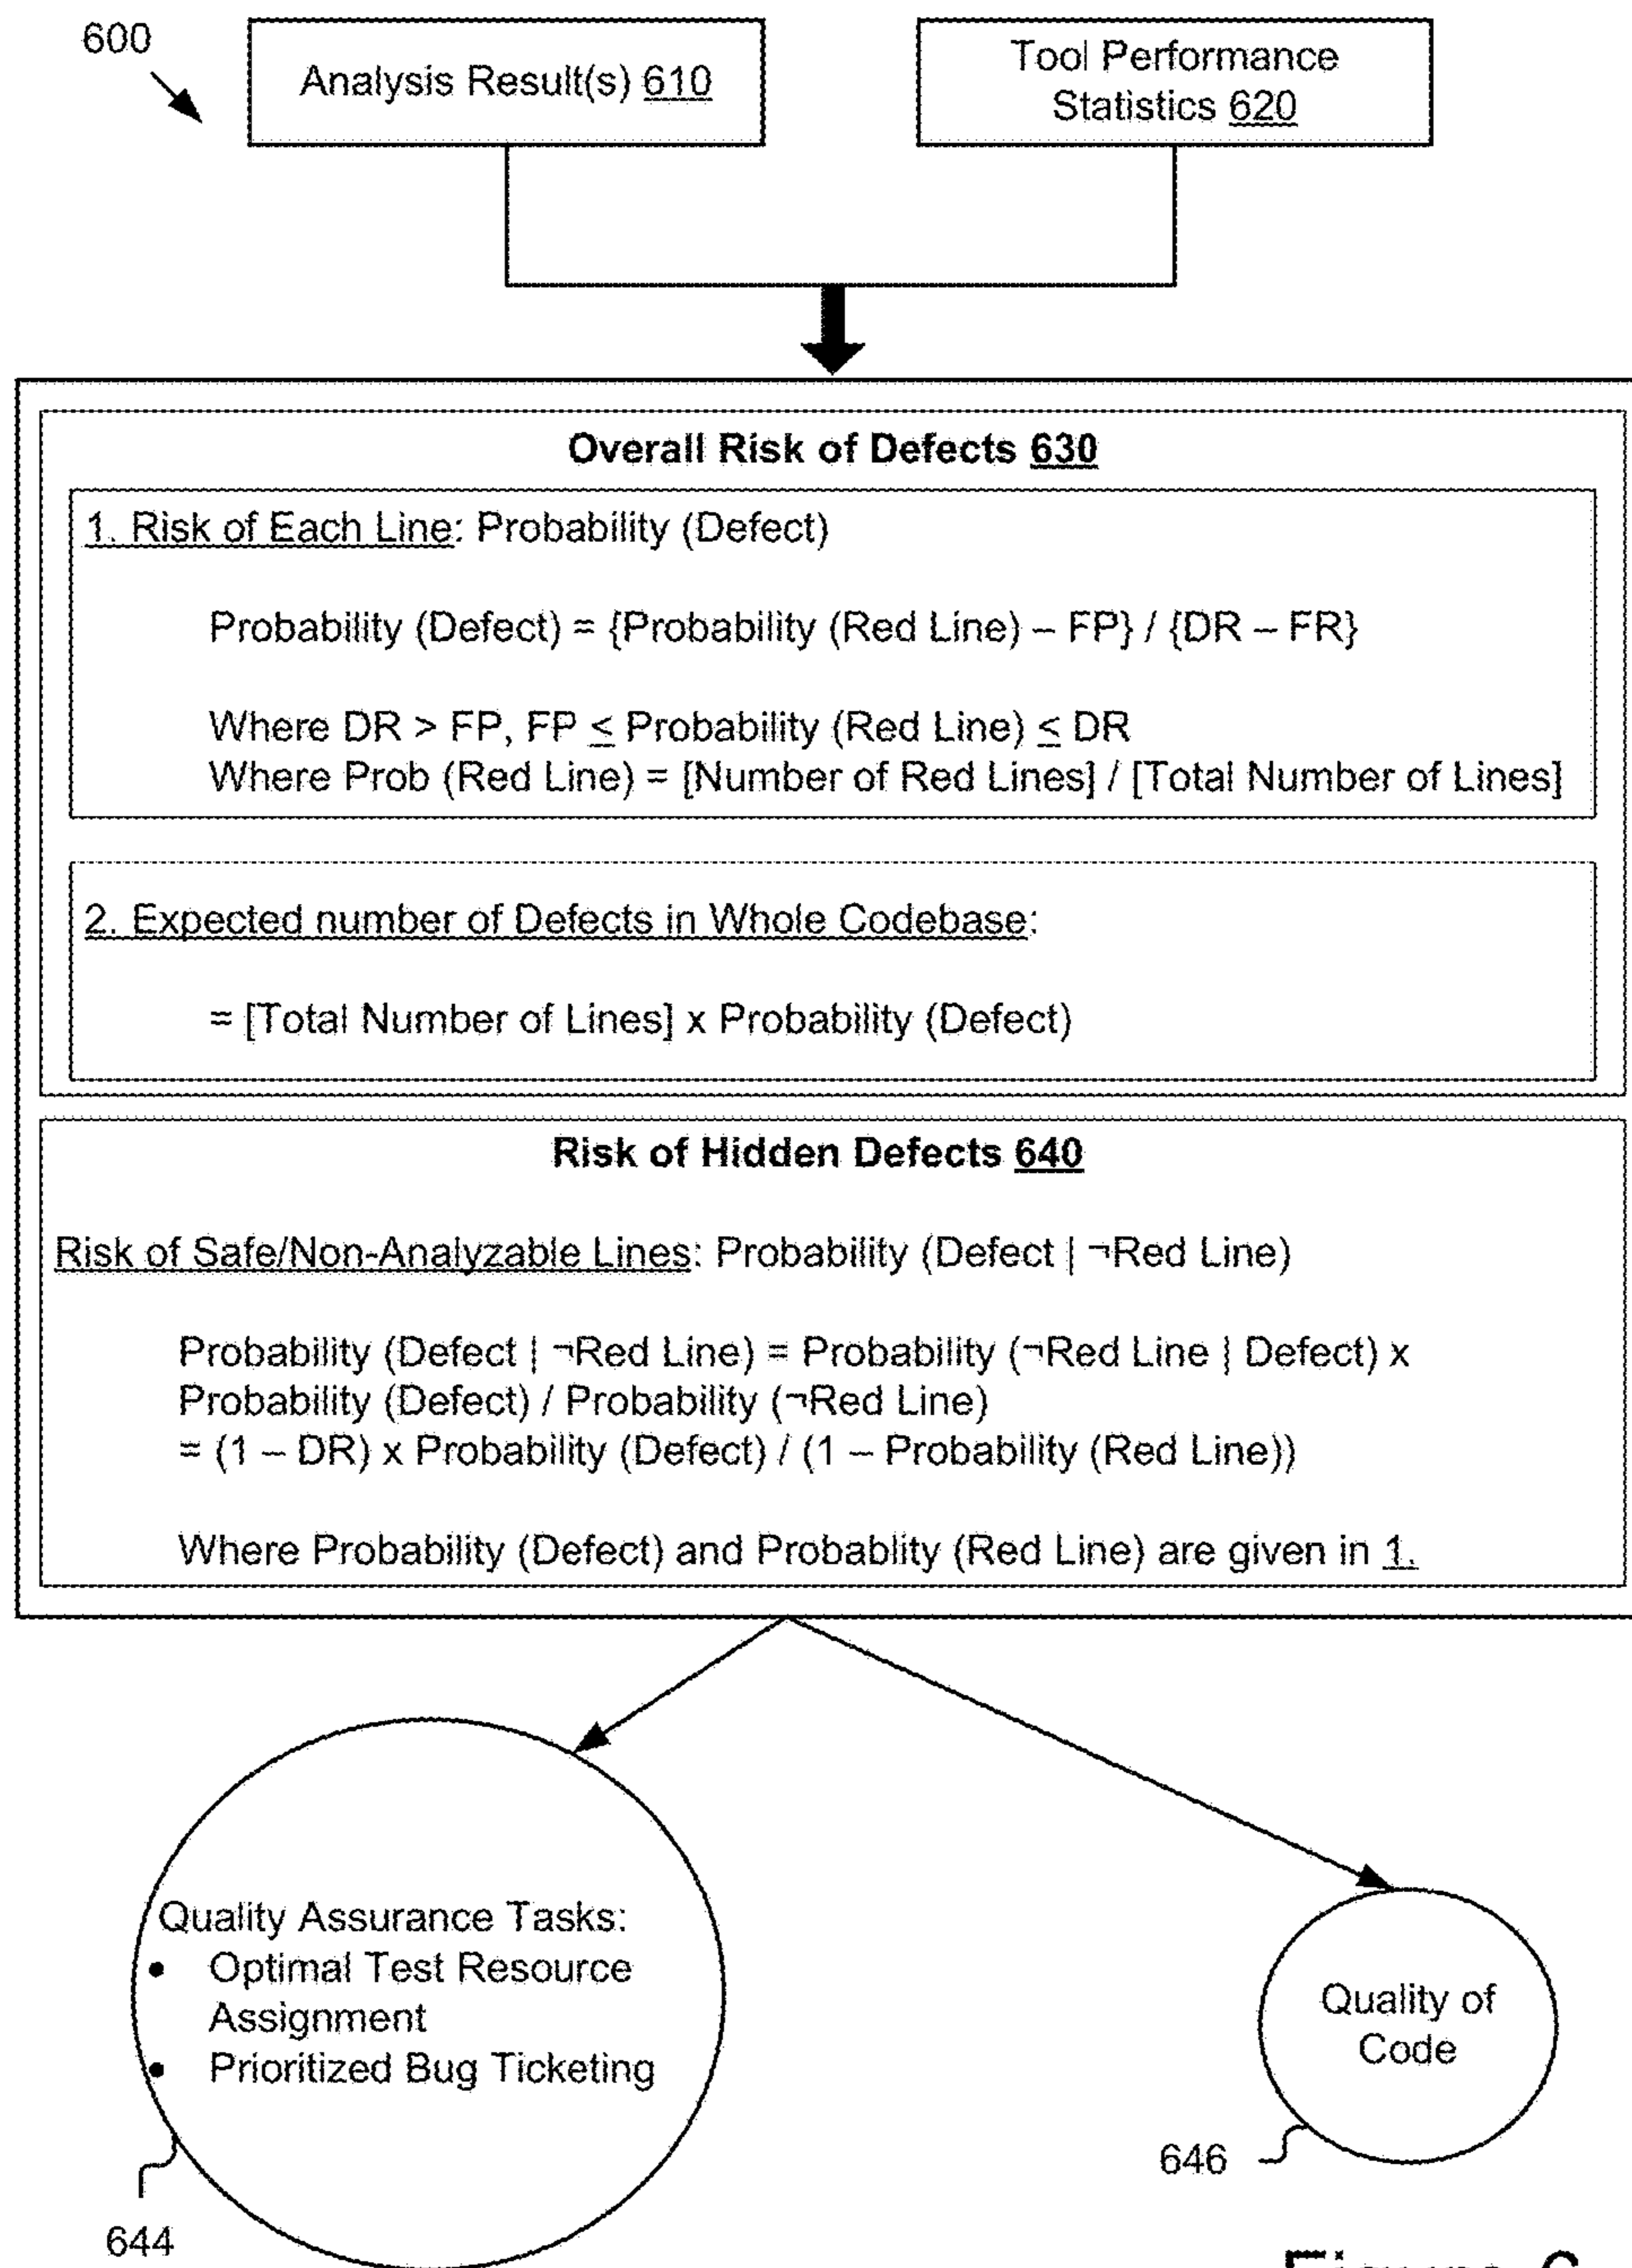 600
Analysis Result(s) 610
Tool Performance
Statistics 620
Overall Risk of Defects 630
1. Risk of Each Line: Probability (Defect)
Probability (Defect) = {Probability (Red Line) – FP} / {DR – FR}
Where DR > FP, FP ≤ Probability (Red Line) ≤ DR
Where Prob (Red Line) = [Number of Red Lines] / [Total Number of Lines]
2. Expected number of Defects in Whole Codebase:
= [Total Number of Lines] x Probability (Defect)
Risk of Hidden Defects 640
Risk of Safe/Non-Analyzable Lines: Probability (Defect | ¬Red Line)
Probability (Defect | ¬Red Line) = Probability (¬Red Line | Defect) x
Probability (Defect) / Probability (¬Red Line)
= (1 – DR) x Probability (Defect) / (1 – Probability (Red Line))
Where Probability (Defect) and Probablity (Red Line) are given in 1.
Quality Assurance Tasks:
• Optimal Test Resource
Assignment
• Prioritized Bug Ticketing
644
Quality of
Code
646